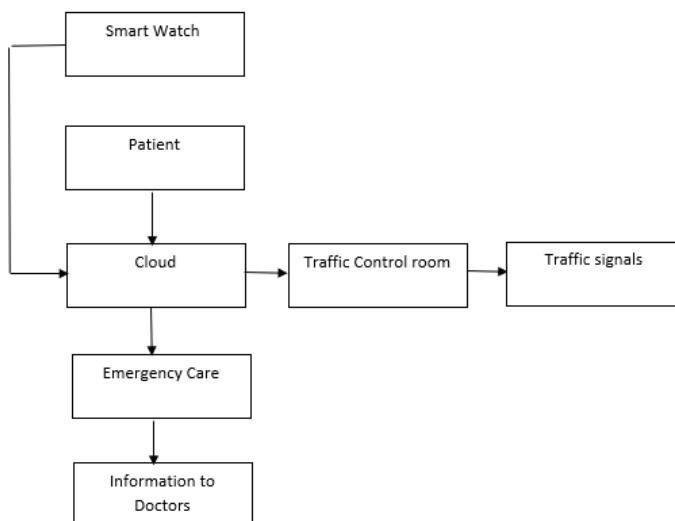 Smart Watch
Patient
Cloud
Traffic Control room
Traffic signals
Emergency Care
Information to
Doctors